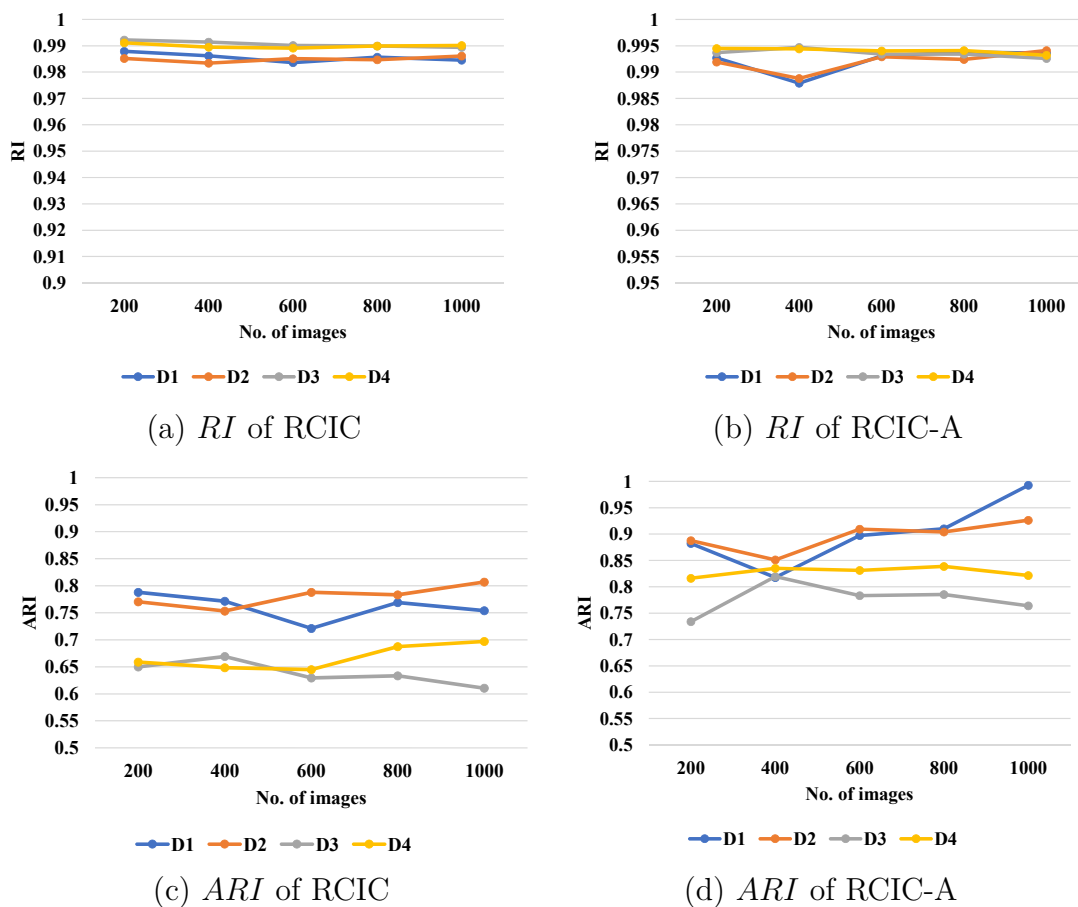 1
0.99
0.98
0.97
0.96
0.95
0.94
0.93
0.92
0.91
0.9
RI
200 400 600 800 1000
No. of images
D1 D2 D3 D4
(a) RI of RCIC
1
0.995
0.99
0.985
0.98
0.975
0.97
0.965
0.96
0.955
0.95
RI
200 400 600 800 1000
No. of images
D1 D2 D3 D4
(b) RI of RCIC-A
1
0.95
0.9
0.85
0.8
0.75
0.7
0.65
0.6
0.55
0.5
ARI
200 400 600 800 1000
No. of images
D1 D2 D3 D4
(c) ARI of RCIC
1
0.95
0.9
0.85
0.8
0.75
0.7
0.65
0.6
0.55
0.5
ARI
200 400 600 800 1000
No. of images
D1 D2 D3 D4
(d) ARI of RCIC-A